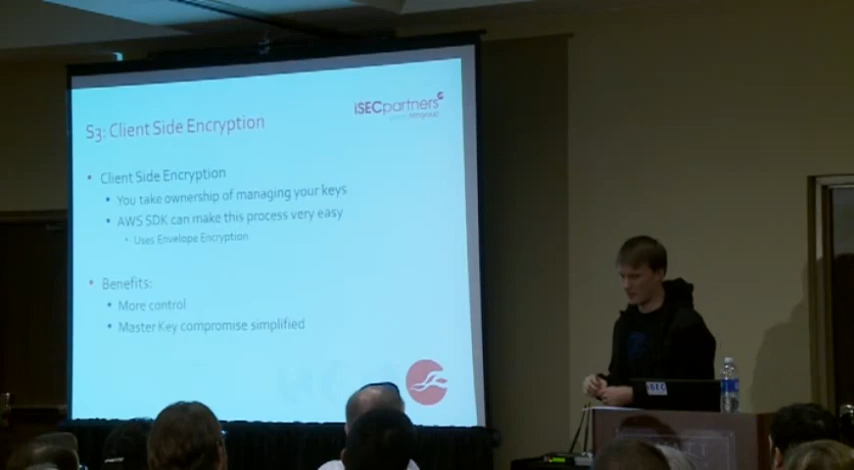 iSECpartners
S3: Client Side Encryption
Client Side Encryption
You take ownership of managing your keys
AWS SDK can make this process very easy
Uses Envelope Encryption
Benefits:
More control
Master Key compromise simplified
iSEC